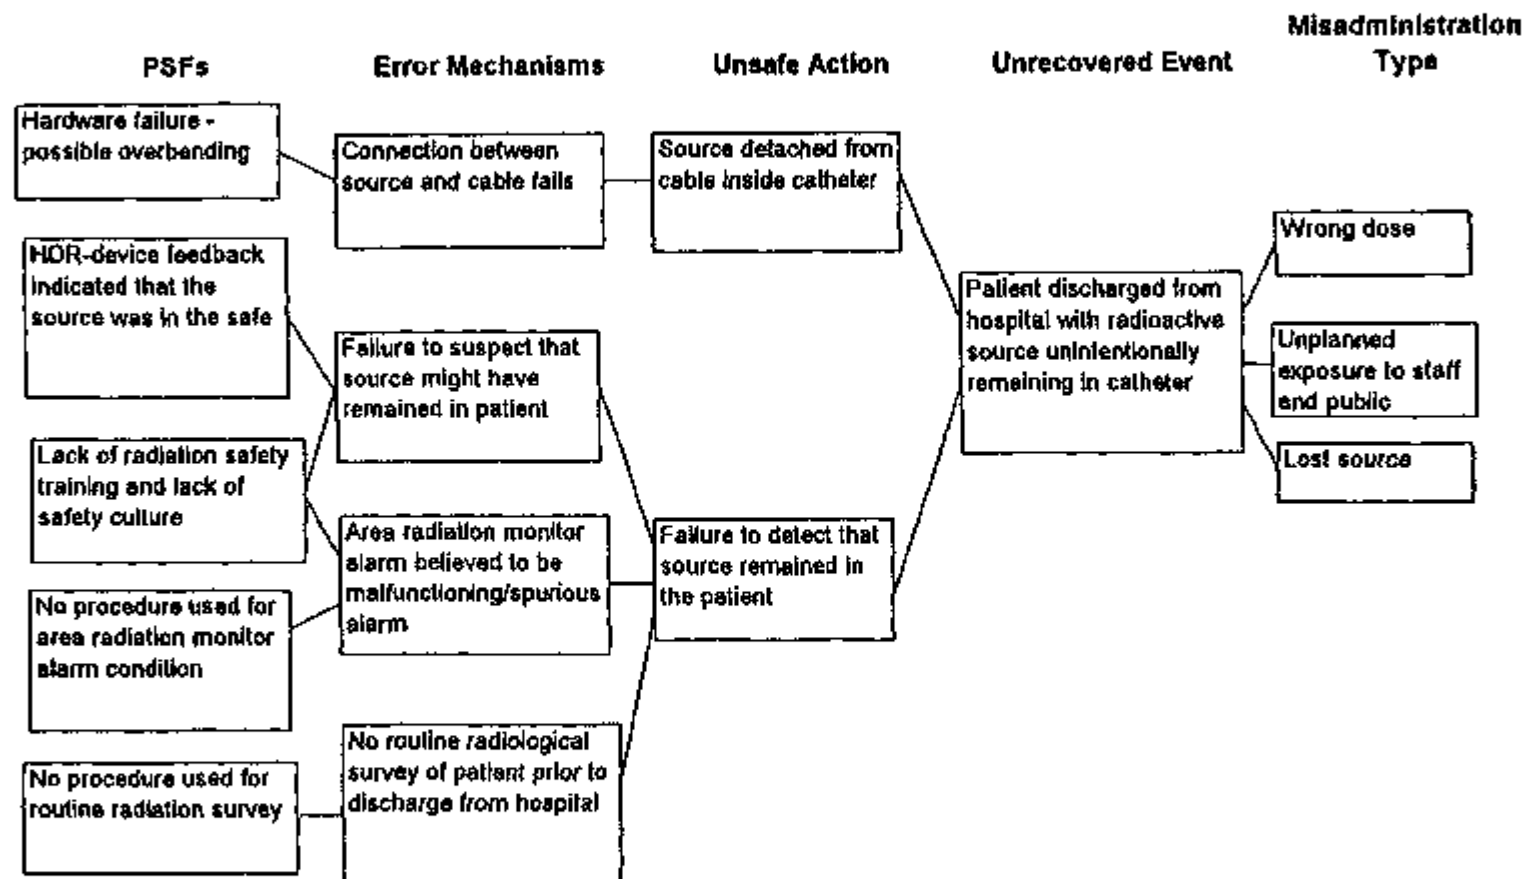 Misadministration
Type
PSFs
Error Mechanisms
Unsafe Action
Unrecovered Event
Hardware failure -
possible overbending
Connection between
source and cable fails
Source detached from
cable inside catheter
HDR-device feedback
indicated that the
source was in the safe
Failure to suspect that
source might have
remained in patient
Patient discharged from
hospital with radioactive
source unintentionally
remaining in catheter
Wrong dose
Unplanned
exposure to staff
and public
Lost source
Lack of radiation safety
training and lack of
safety culture
Area radiation monitor
alarm believed to be
malfunctioning/spurious
alarm
Failure to detect that
source remained in
the patient
No procedure used for
area radiation monitor
alarm condition
No routine radiological
survey of patient prior to
discharge from hospital
No procedure used for
routine radiation survey